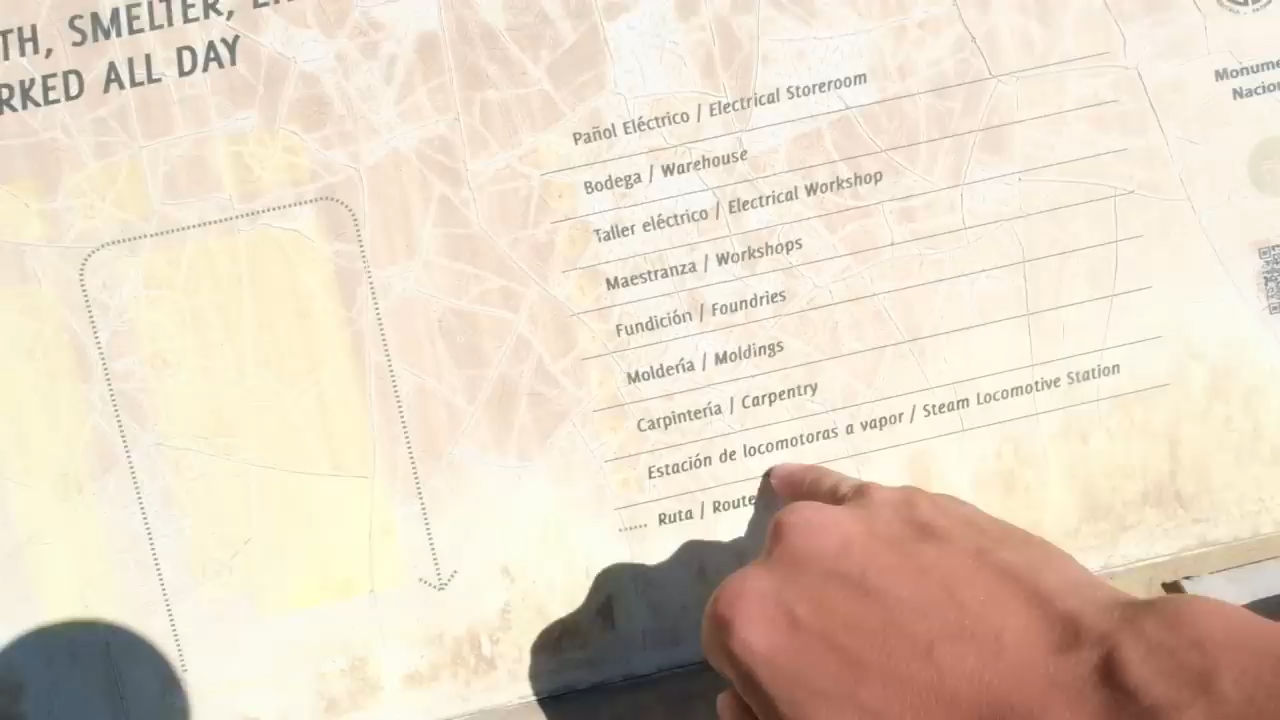 TH, SMELTER,
RKED ALL DAY
Pañol Eléctrico / Electrical Storeroom
Bodega / Warehouse
Taller eléctrico / Electrical Workshop
Maestranza / Workshops
Fundición / Foundries
Moldería / Moldings
Carpintería / Carpentry
Estación de locomotoras a vapor / Steam Locomotive Station
Ruta / Route
Monume
Nacion